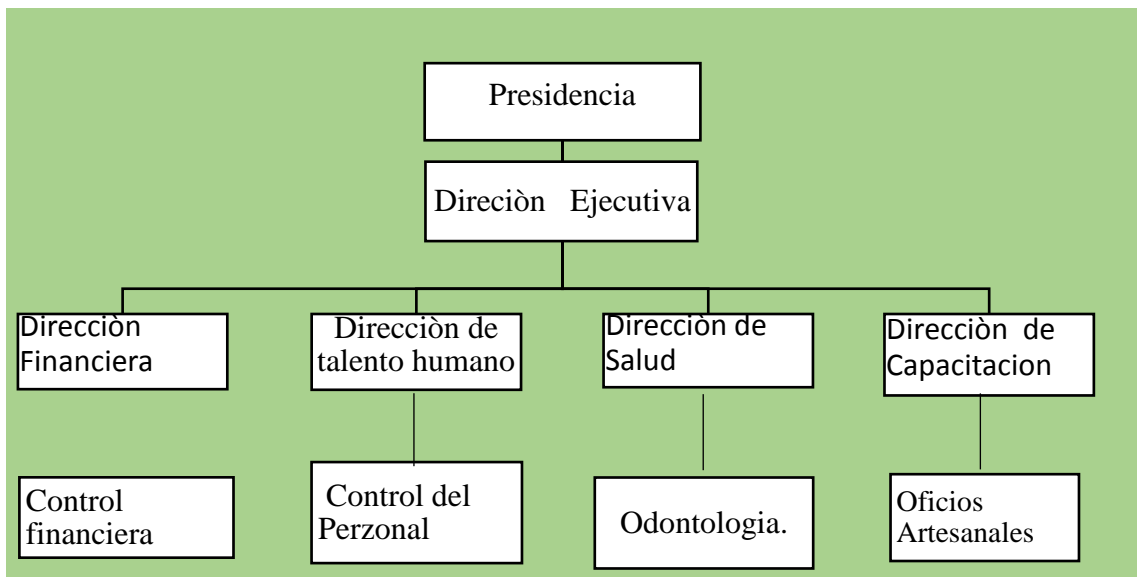 Presidencia
Direciòn Ejecutiva
Direcciòn
Financiera
Direcciòn de
talento humano
Direcciòn de
Salud
Direcciòn de
Capacitacion
Control
financiera
Control del
Perzonal
Odontologia.
Oficios
Artesanales